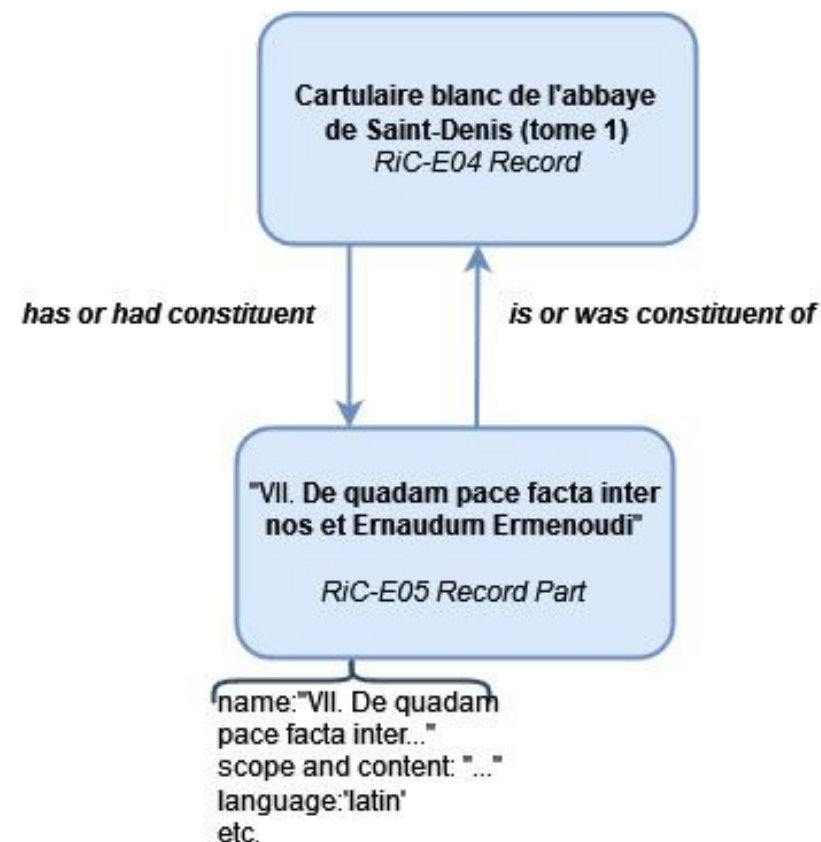 Cartulaire blanc de l'abbaye
de Saint-Denis (tome 1)
RiC-E04 Record
has or had constituent
is or was constituent of
"VII. De quadam pace facta inter
nos et Ernaudum Ermenoudi"
RiC-E05 Record Part
name:"VII. De quadam
pace facta inter..."
scope and content: "..."
language:'latin'
etc.